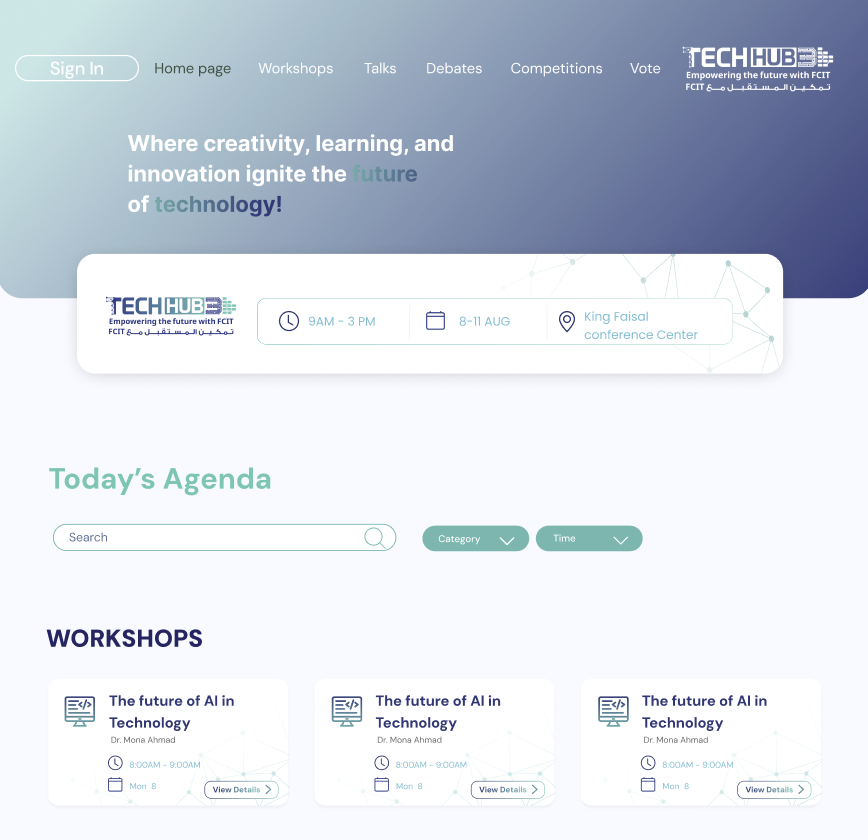 Sign In
Home page
Workshops
Talks
Debates
Competitions
Vote
TECH HUB
Empowering the future with FCIT
تمكين المستقبل مع FCIT
Where creativity, learning, and
innovation ignite the future
of technology!
TECH HUB
Empowering the future with FCIT
تمكين المستقبل مع FCIT
9AM - 3 PM
8-11 AUG
King Faisal
conference Center
Today’s Agenda
Search
Category
Time
WORKSHOPS
The future of AI in
Technology
Dr. Mona Ahmad
8:00AM - 9:00AM
Mon 8
View Details
The future of AI in
Technology
Dr. Mona Ahmad
8:00AM - 9:00AM
Mon 8
View Details
The future of AI in
Technology
Dr. Mona Ahmad
8:00AM - 9:00AM
Mon 8
View Details